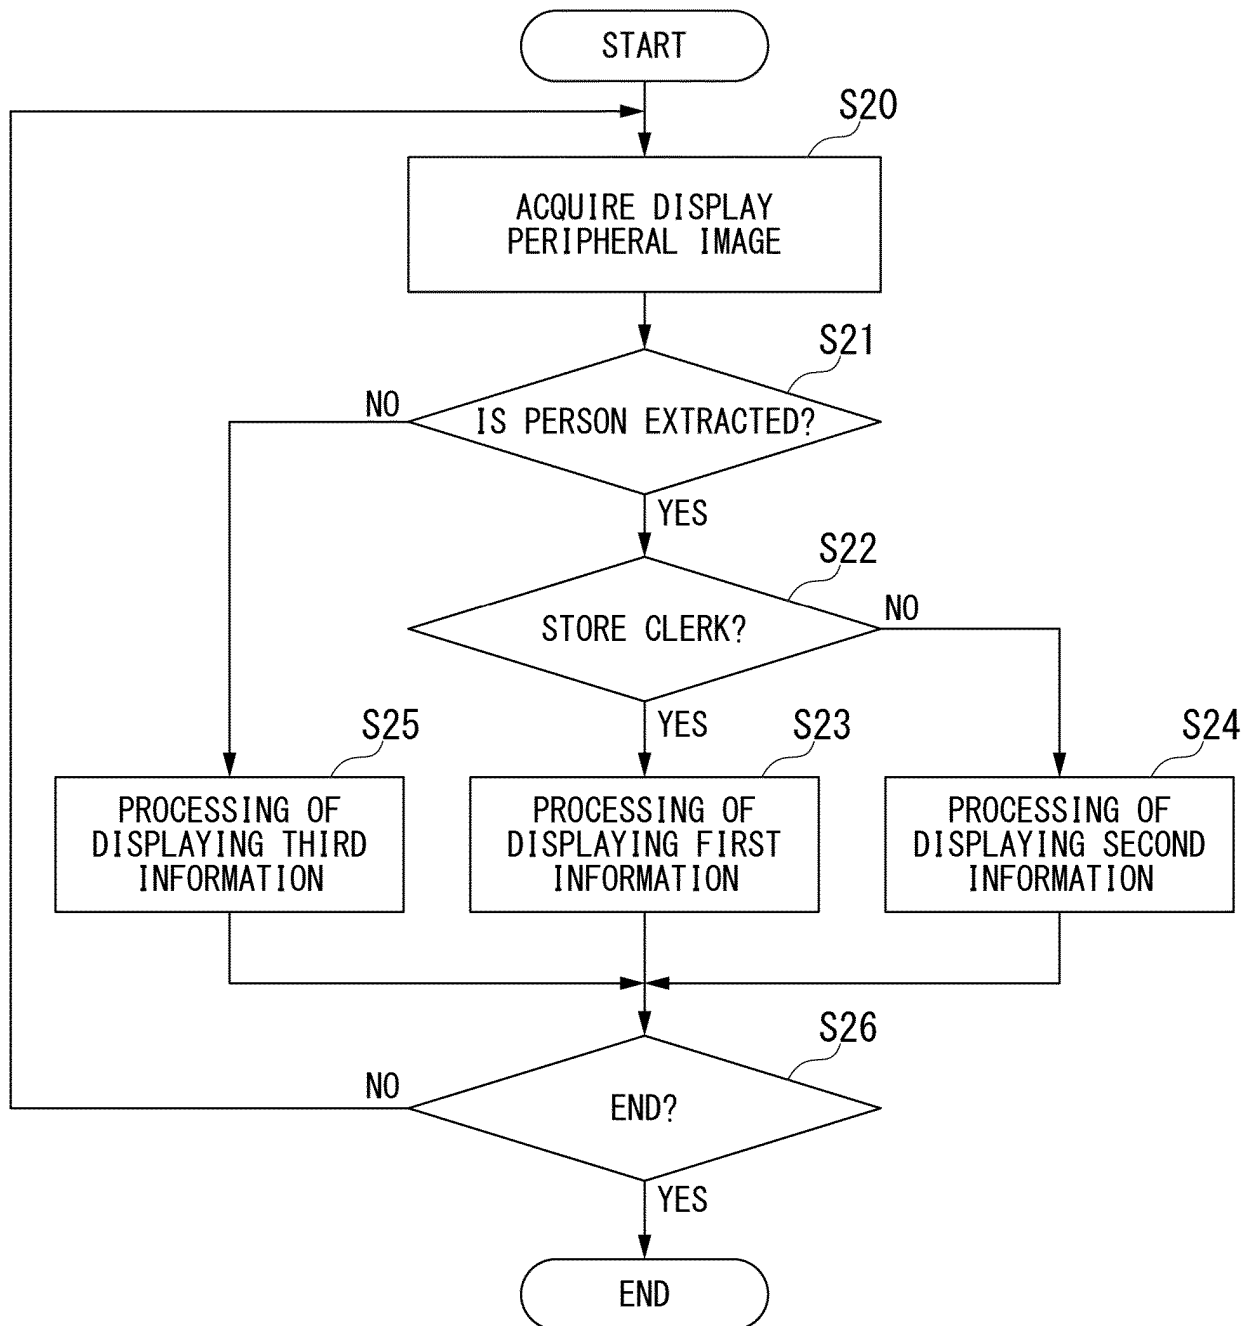 START
S20
ACQUIRE DISPLAY
PERIPHERAL IMAGE
S21
NO
IS PERSON EXTRACTED?
YES
S22
NO
STORE CLERK?
YES
S25
S23
S24
PROCESSING OF
DISPLAYING THIRD
INFORMATION
PROCESSING OF
DISPLAYING FIRST
INFORMATION
PROCESSING OF
DISPLAYING SECOND
INFORMATION
S26
NO
END?
YES
END